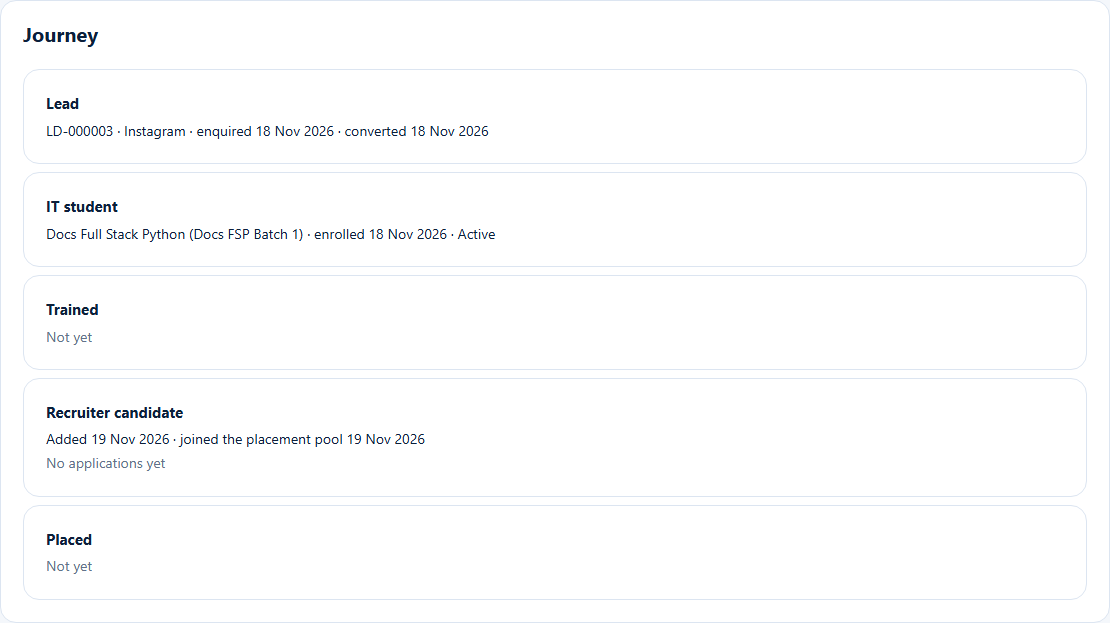 Journey
Lead
LD-000003 · Instagram · enquired 18 Nov 2026 · converted 18 Nov 2026
IT student
Docs Full Stack Python (Docs FSP Batch 1) · enrolled 18 Nov 2026 · Active
Trained
Not yet
Recruiter candidate
Added 19 Nov 2026 · joined the placement pool 19 Nov 2026
No applications yet
Placed
Not yet